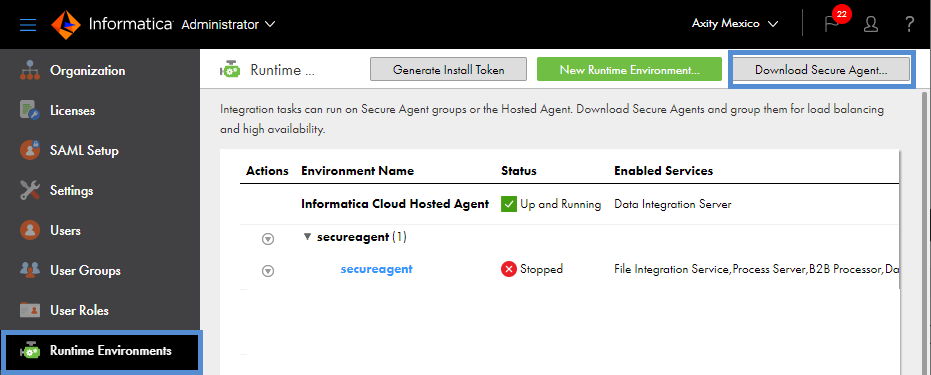 Informatica Administrator
Axity Mexico
22
?
Organization
Licenses
SAML Setup
Settings
Users
User Groups
User Roles
Runtime Environments
Runtime ...
Generate Install Token
New Runtime Environment...
Download Secure Agent...
Integration tasks can run on Secure Agent groups or the Hosted Agent. Download Secure Agents and group them for load balancing
and high availability.
Actions Environment Name Status Enabled Services
Informatica Cloud Hosted Agent Up and Running Data Integration Server
secureagent (1)
secureagent Stopped File Integration Service,Process Server,B2B Processor,Da